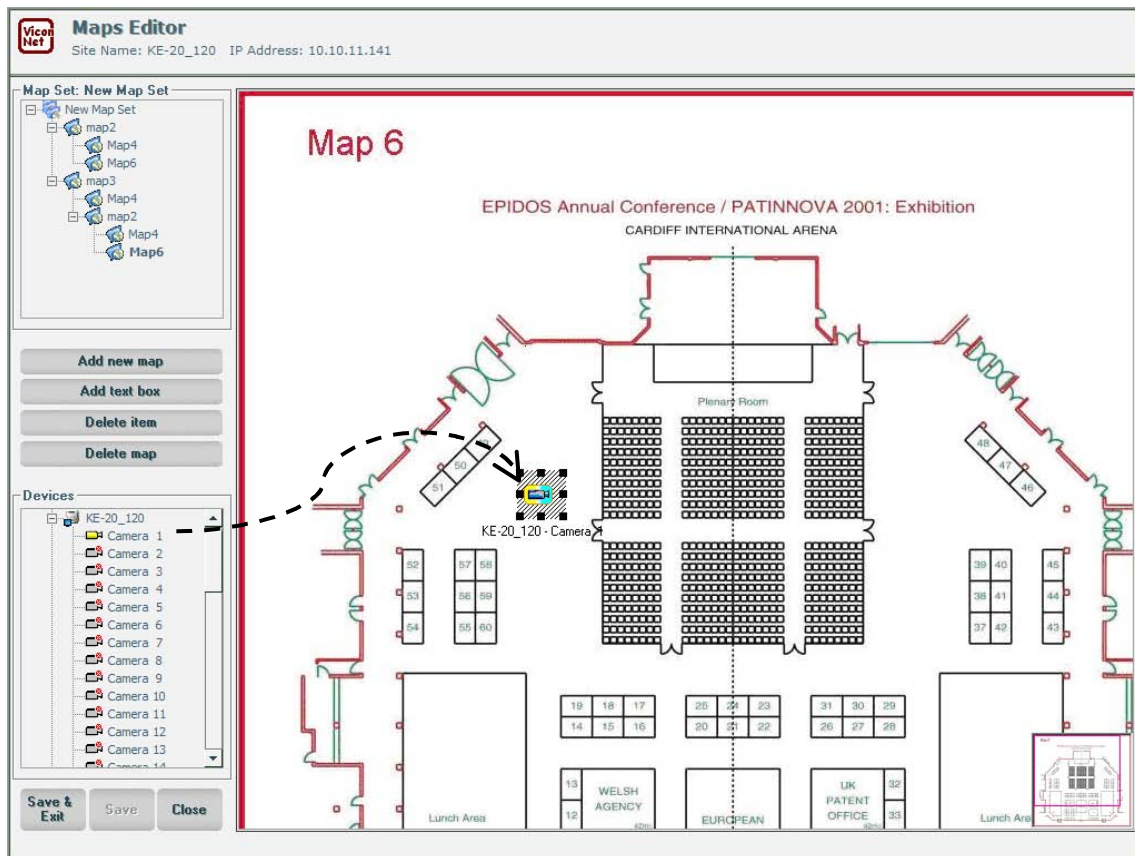 Vicon
Net
Maps Editor
Site Name: KE-20_120 IP Address: 10.10.11.141
Map Set: New Map Set
New Map Set
map2
Map4
Map6
map3
Map4
map2
Map4
Map6
Add new map
Add text box
Delete item
Delete map
Devices
KE-20_120
Camera 1
Camera 2
Camera 3
Camera 4
Camera 5
Camera 6
Camera 7
Camera 8
Camera 9
Camera 10
Camera 11
Camera 12
Camera 13
Camera 14
Save &
Exit
Save
Close
Map 6
EPIDOS Annual Conference / PATINNOVA 2001: Exhibition
CARDIFF INTERNATIONAL ARENA
Plenary Room
50
51
48
47
46
KE-20_120 - Camera 1
52 57 58 39 40 45
53 56 59 38 41 44
54 55 60 37 42 43
19 18 17 25 24 23 31 30 29
14 15 16 20 21 22 26 27 28
13
12
WELSH
AGENCY
EUROPEAN
UK
PATENT
OFFICE
32
33
Lunch Area
Lunch Are